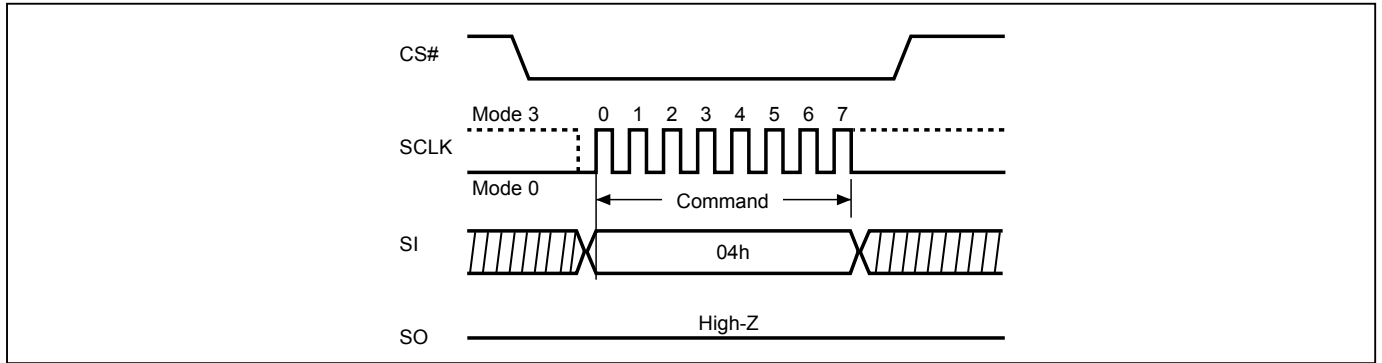 CS#
Mode 3 0 1 2 3 4 5 6 7
SCLK
Mode 0
Command
SI
04h
High-Z
SO